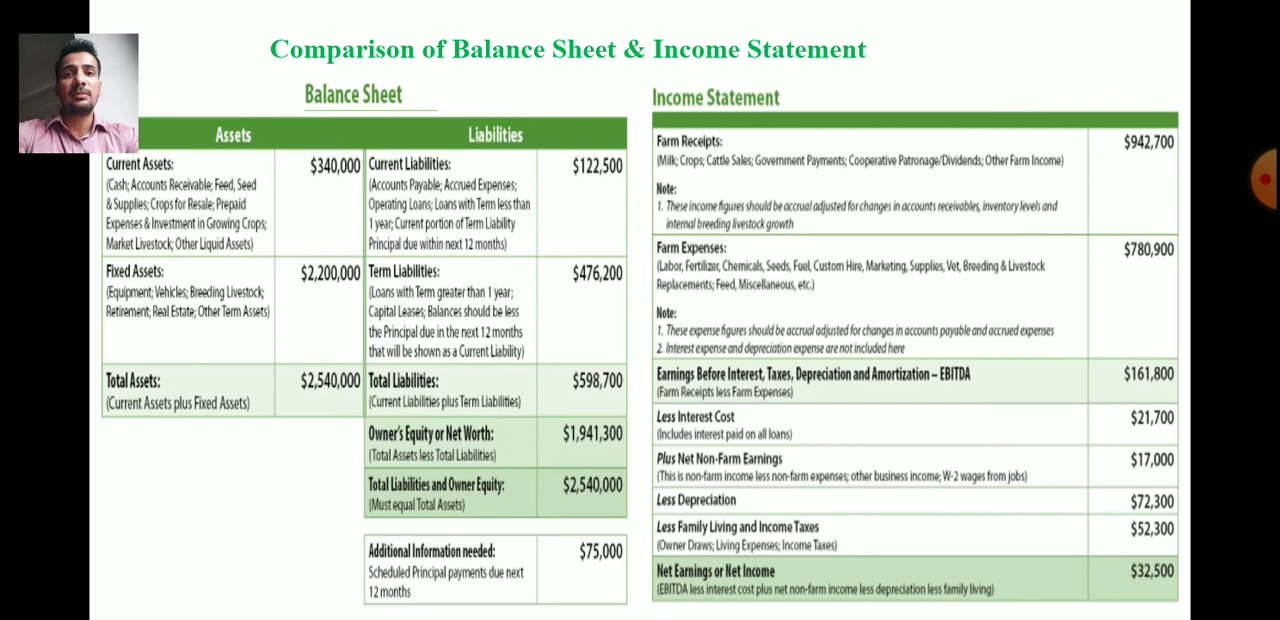 Comparison of Balance Sheet & Income Statement
Balance Sheet
Assets
Liabilities
Current Assets:
(Cash; Accounts Receivable; Feed, Seed
& Supplies; Crops for Resale; Prepaid
Expenses & Investment in Growing Crops;
Market Livestock; Other Liquid Assets)
$340,000
Current Liabilities:
(Accounts Payable; Accrued Expenses;
Operating Loans; Loans with Term less than
1 year; Current portion of Term Liability
Principal due within next 12 months)
$122,500
Fixed Assets:
(Equipment; Vehicles; Breeding Livestock;
Retirement; Real Estate; Other Term Assets)
$2,200,000
Term Liabilities:
(Loans with Term greater than 1 year;
Capital Leases; Balances should be less
the Principal due in the next 12 months
that will be shown as a Current Liability)
$476,200
Total Assets:
(Current Assets plus Fixed Assets)
$2,540,000
Total Liabilities:
(Current Liabilities plus Term Liabilities)
$598,700
Owner's Equity or Net Worth:
(Total Assets less Total Liabilities)
$1,941,300
Total Liabilities and Owner Equity:
(Must equal Total Assets)
$2,540,000
Additional Information needed:
Scheduled Principal payments due next
12 months
$75,000
Income Statement
Farm Receipts:
(Milk; Crops; Cattle Sales; Government Payments; Cooperative Patronage/Dividends; Other Farm Income)
Note:
1. These income figures should be accrual adjusted for changes in accounts receivables, inventory levels and
internal breeding livestock growth
$942,700
Farm Expenses:
(Labor, Fertilizer, Chemicals, Seeds, Fuel, Custom Hire, Marketing, Supplies, Vet, Breeding & Livestock
Replacements; Feed, Miscellaneous, etc.)
Note:
1. These expense figures should be accrual adjusted for changes in accounts payable and accrued expenses
2. Interest expense and depreciation expense are not included here
$780,900
Earnings Before Interest, Taxes, Depreciation and Amortization – EBITDA
(Farm Receipts less Farm Expenses)
$161,800
Less Interest Cost
(Includes interest paid on all loans)
$21,700
Plus Net Non-Farm Earnings
(This is non-farm income less non-farm expenses; other business income; W-2 wages from jobs)
$17,000
Less Depreciation
$72,300
Less Family Living and Income Taxes
(Owner Draws; Living Expenses; Income Taxes)
$52,300
Net Earnings or Net Income
(EBITDA less interest cost plus net non-farm income less depreciation less family living)
$32,500